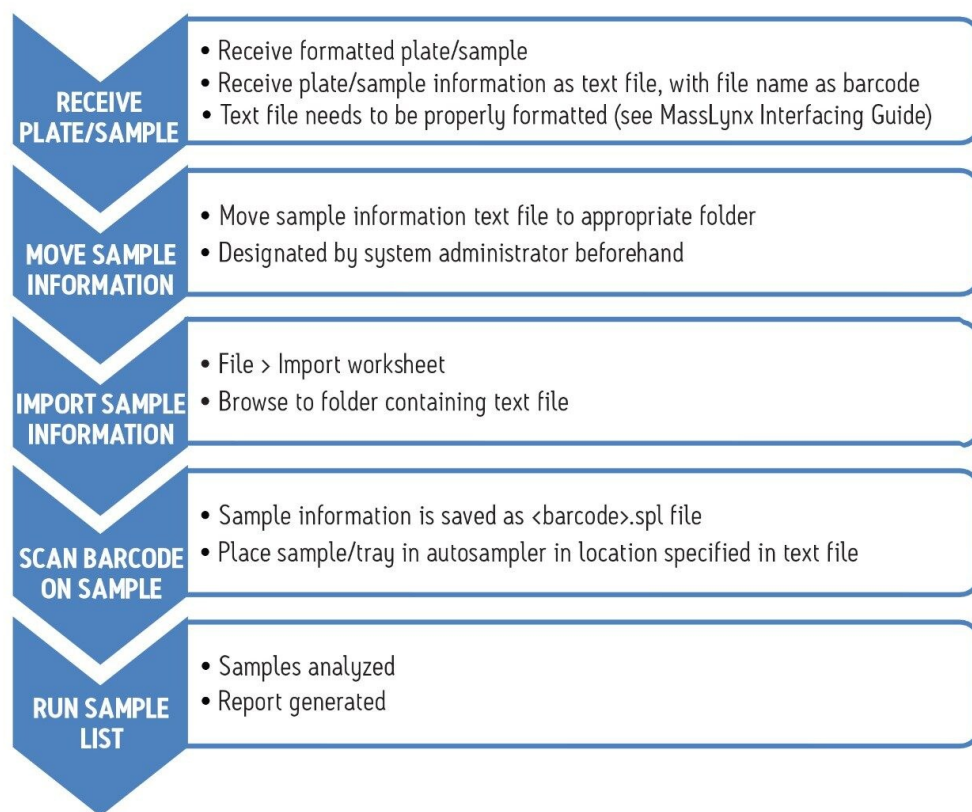 RECEIVE
PLATE/SAMPLE
• Receive formatted plate/sample
• Receive plate/sample information as text file, with file name as barcode
• Text file needs to be properly formatted (see MassLynx Interfacing Guide)
MOVE SAMPLE
INFORMATION
• Move sample information text file to appropriate folder
• Designated by system administrator beforehand
IMPORT SAMPLE
INFORMATION
• File > Import worksheet
• Browse to folder containing text file
SCAN BARCODE
ON SAMPLE
• Sample information is saved as <barcode>.spl file
• Place sample/tray in autosampler in location specified in text file
RUN SAMPLE
LIST
• Samples analyzed
• Report generated